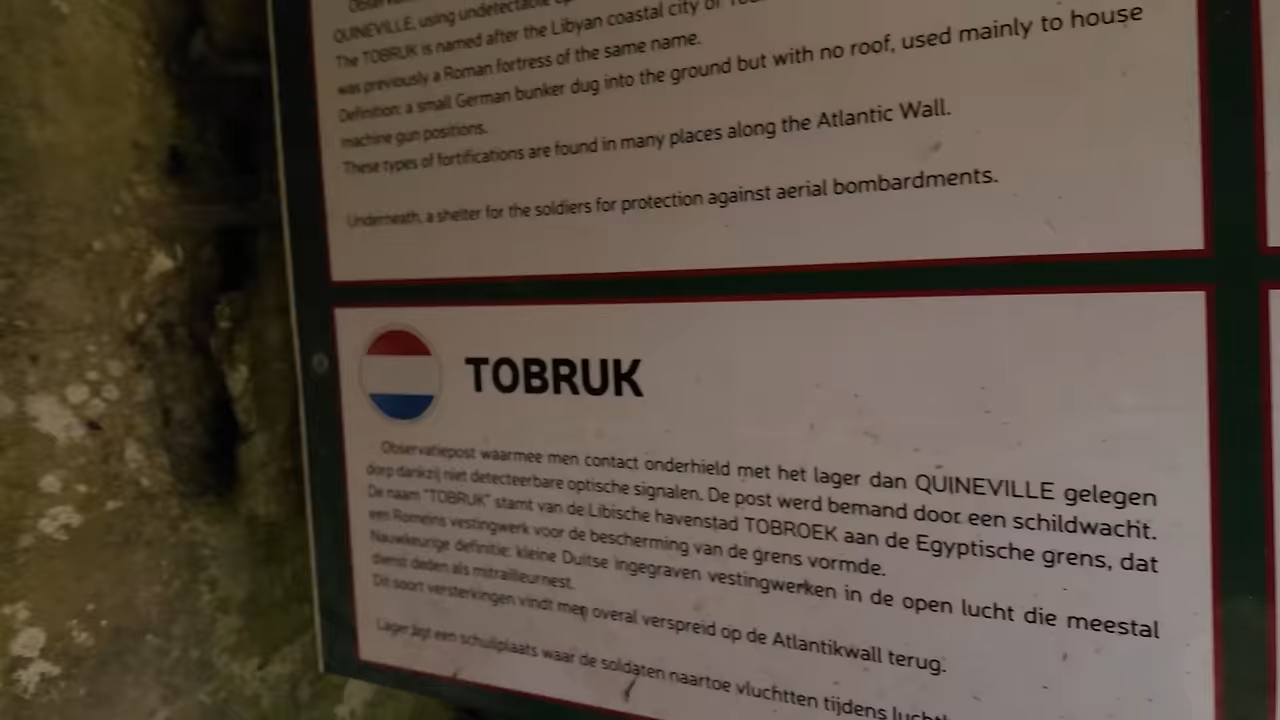 QUINEVILLE, using undetectable
The TOBRUK is named after the Libyan coastal city of
was previously a Roman fortress of the same name.
Definition: a small German bunker dug into the ground but with no roof, used mainly to house
machine gun positions.
These types of fortifications are found in many places along the Atlantic Wall.
Underneath, a shelter for the soldiers for protection against aerial bombardments.
TOBRUK
Observatiepost waarmee men contact onderhield met het lager dan QUINEVILLE gelegen
dorp dankzij niet detecteerbare optische signalen. De post werd bemand door een schildwacht.
De naam "TOBRUK" stamt van de Libische havenstad TOBROEK aan de Egyptische grens, dat
een Romeins vestingwerk voor de bescherming van de grens vormde.
Nauwkeurige definitie: kleine Duitse ingegraven vestingwerken in de open lucht die meestal
dienst deden als mitrailleurnest.
Dit soort versterkingen vindt men overal verspreid op de Atlantikwall terug.
Lager ligt een schuilplaats waar de soldaten naartoe vluchtten tijdens